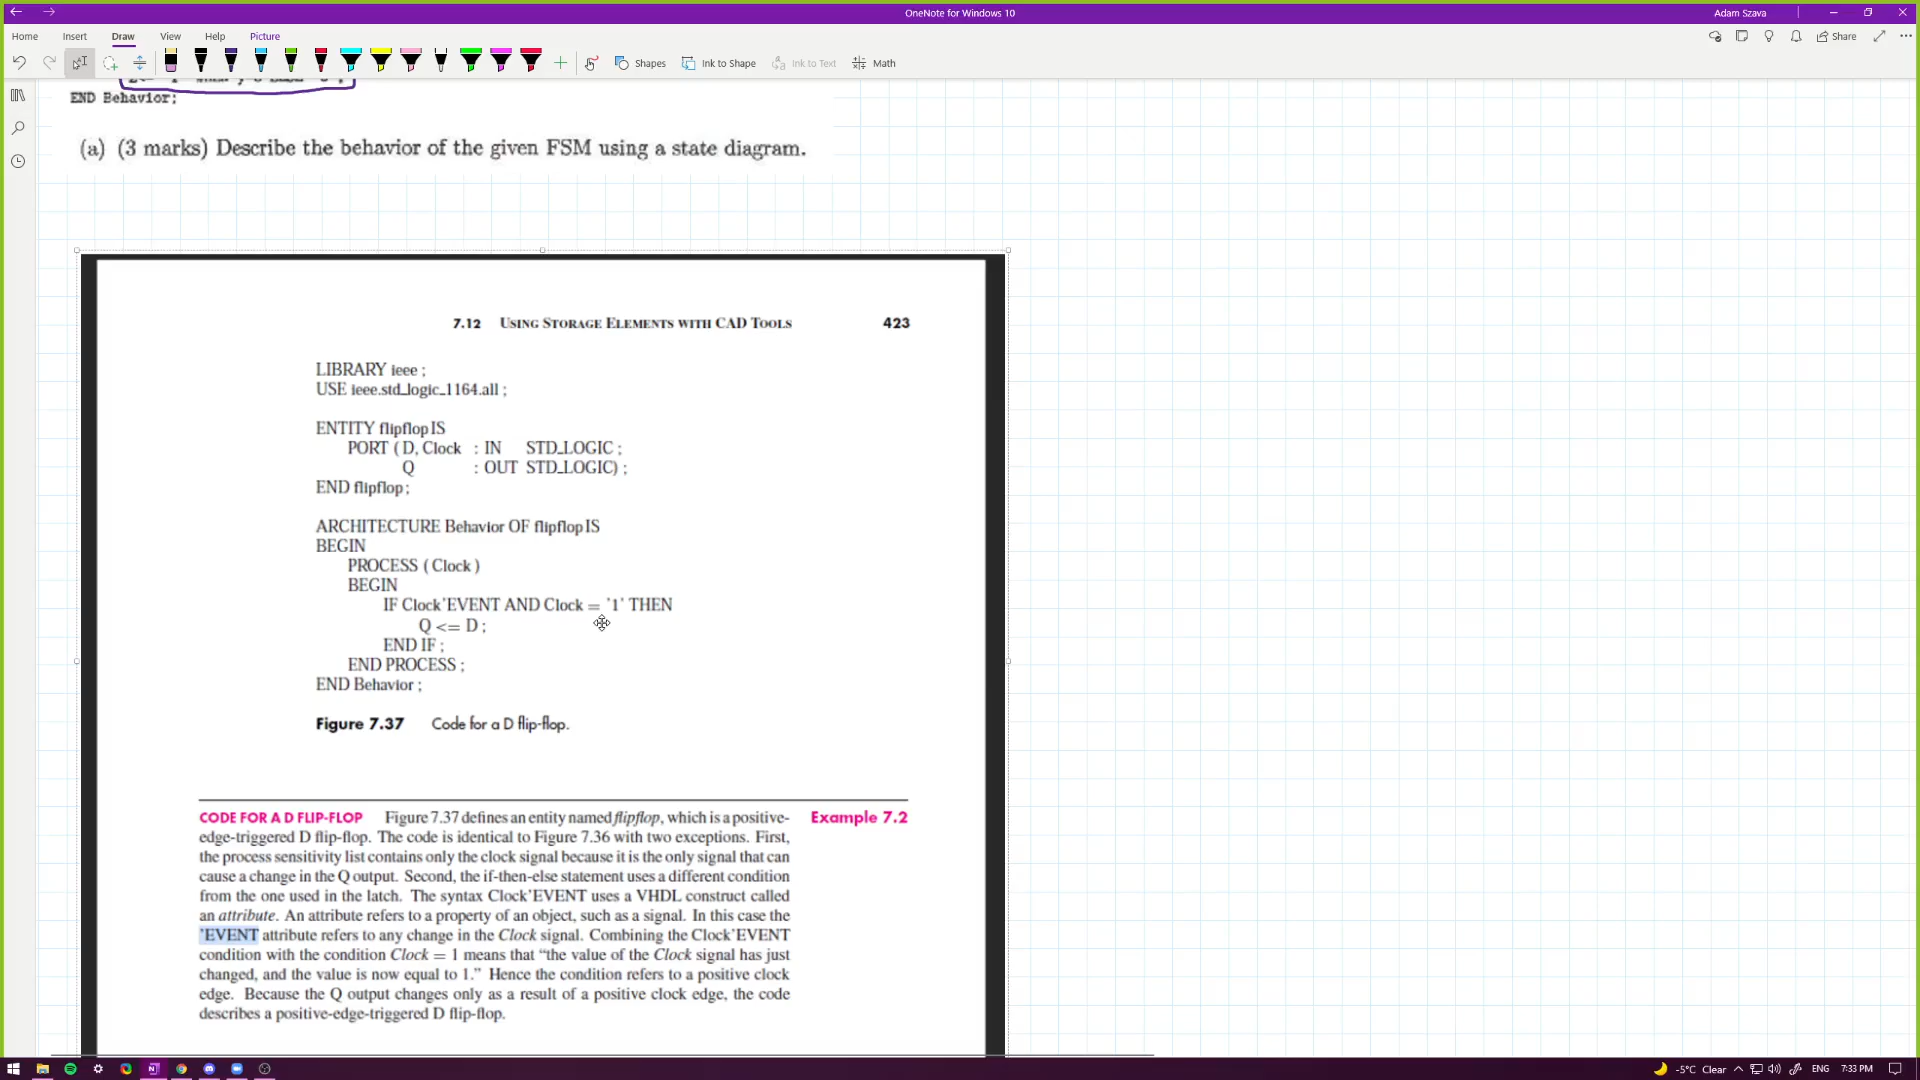 OneNote for Windows 10
Adam Szava
Home Insert Draw View Help Picture
Share
Shapes Ink to Shape Ink to Text Math
END Behavior;
(a) (3 marks) Describe the behavior of the given FSM using a state diagram.
7.12 USING STORAGE ELEMENTS WITH CAD TOOLS 423
LIBRARY ieee ;
USE ieee.std_logic_1164.all ;
ENTITY flipflop IS
PORT ( D, Clock : IN STD_LOGIC ;
Q : OUT STD_LOGIC) ;
END flipflop ;
ARCHITECTURE Behavior OF flipflop IS
BEGIN
PROCESS ( Clock )
BEGIN
IF Clock'EVENT AND Clock = '1' THEN
Q <= D ;
END IF ;
END PROCESS ;
END Behavior ;
Figure 7.37 Code for a D flip-flop.
CODE FOR A D FLIP-FLOP Figure 7.37 defines an entity named flipflop, which is a positive-
Example 7.2
edge-triggered D flip-flop. The code is identical to Figure 7.36 with two exceptions. First,
the process sensitivity list contains only the clock signal because it is the only signal that can
cause a change in the Q output. Second, the if-then-else statement uses a different condition
from the one used in the latch. The syntax Clock'EVENT uses a VHDL construct called
an attribute. An attribute refers to a property of an object, such as a signal. In this case the
'EVENT attribute refers to any change in the Clock signal. Combining the Clock'EVENT
condition with the condition Clock = 1 means that “the value of the Clock signal has just
changed, and the value is now equal to 1.” Hence the condition refers to a positive clock
edge. Because the Q output changes only as a result of a positive clock edge, the code
describes a positive-edge-triggered D flip-flop.
-5°C Clear ENG 7:33 PM